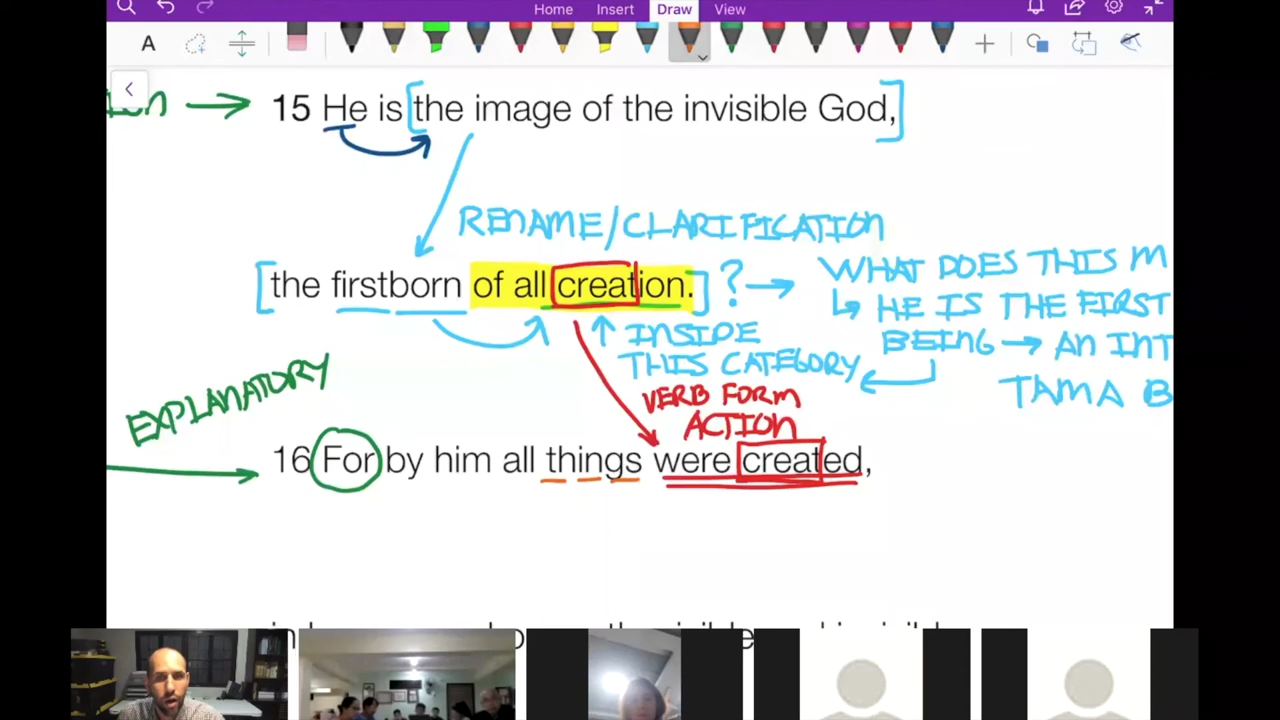 Home Insert Draw View
A
15 He is [the image of the invisible God,]
RENAME/CLARIFICATION
[the firstborn of all creation.] ? → WHAT DOES THIS M
↳ HE IS THE FIRST
INSIDE BEING → AN INT
THIS CATEGORY TAMA B
VERB FORM
EXPLANATORY ACTION
16 For by him all things were created,